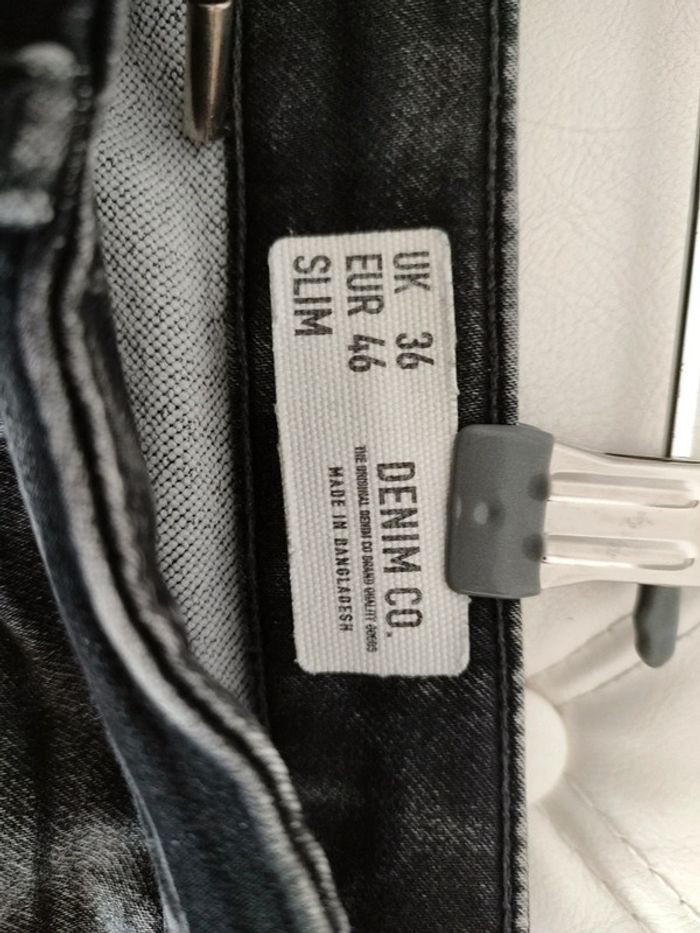 UK 36
EUR 46
SLIM
DENIM CO.
THE ORIGINAL DENIM CO BRAND QUALITY GOODS
MADE IN BANGLADESH